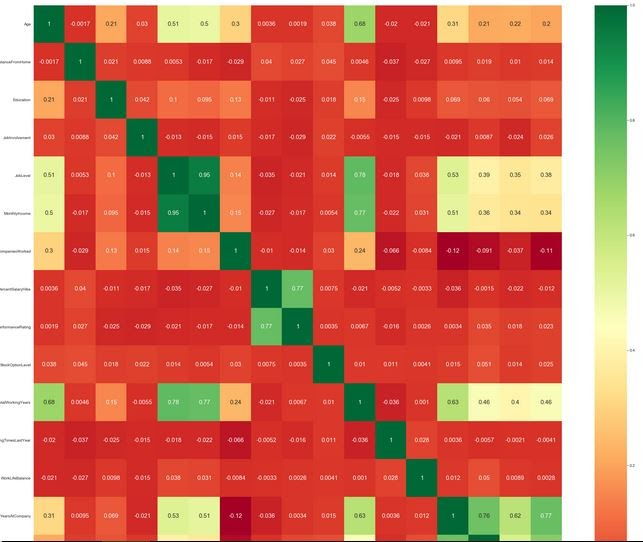 Age 1 -0.0017 0.21 0.03 0.51 0.5 0.3 0.0036 0.0019 0.038 0.68 -0.02 -0.021 0.31 0.21 0.22 0.2
tanceFromHome -0.0017 1 0.021 0.0088 0.0053 -0.017 -0.029 0.04 0.027 0.045 0.0046 -0.037 -0.027 0.0095 0.019 0.01 0.014
Education 0.21 0.021 1 0.042 0.1 0.095 0.13 -0.011 -0.025 0.018 0.15 -0.025 0.0098 0.069 0.06 0.054 0.069
JobInvolvement 0.03 0.0088 0.042 1 -0.013 -0.015 0.015 -0.017 -0.029 0.022 -0.0055 -0.015 -0.015 -0.021 0.0087 -0.024 0.026
JobLevel 0.51 0.0053 0.1 -0.013 1 0.95 0.14 -0.035 -0.021 0.014 0.78 -0.018 0.038 0.53 0.39 0.35 0.38
MonthlyIncome 0.5 -0.017 0.095 -0.015 0.95 1 0.15 -0.027 -0.017 0.0054 0.77 -0.022 0.031 0.51 0.36 0.34 0.34
ompaniesWorked 0.3 -0.029 0.13 0.015 0.14 0.15 1 -0.01 -0.014 0.03 0.24 -0.066 -0.0084 -0.12 -0.091 -0.037 -0.11
ercentSalaryHike 0.0036 0.04 -0.011 -0.017 -0.035 -0.027 -0.01 1 0.77 0.0075 -0.021 -0.0052 -0.0033 -0.036 -0.0015 -0.022 -0.012
erformanceRating 0.0019 0.027 -0.025 -0.029 -0.021 -0.017 -0.014 0.77 1 0.0035 0.0067 -0.016 0.0026 0.0034 0.035 0.018 0.023
StockOptionLevel 0.038 0.045 0.018 0.022 0.014 0.0054 0.03 0.0075 0.0035 1 0.01 0.011 0.0041 0.015 0.051 0.014 0.025
talWorkingYears 0.68 0.0046 0.15 -0.0055 0.78 0.77 0.24 -0.021 0.0067 0.01 1 -0.036 0.001 0.63 0.46 0.4 0.46
ngTimesLastYear -0.02 -0.037 -0.025 -0.015 -0.018 -0.022 -0.066 -0.0052 -0.016 0.011 -0.036 1 0.028 0.0036 -0.0057 -0.0021 -0.0041
WorkLifeBalance -0.021 -0.027 0.0098 -0.015 0.038 0.031 -0.0084 -0.0033 0.0026 0.0041 0.001 0.028 1 0.012 0.05 0.0089 0.0028
YearsAtCompany 0.31 0.0095 0.069 -0.021 0.53 0.51 -0.12 -0.036 0.0034 0.015 0.63 0.0036 0.012 1 0.76 0.62 0.77
1.0
0.8
0.6
0.4
0.2